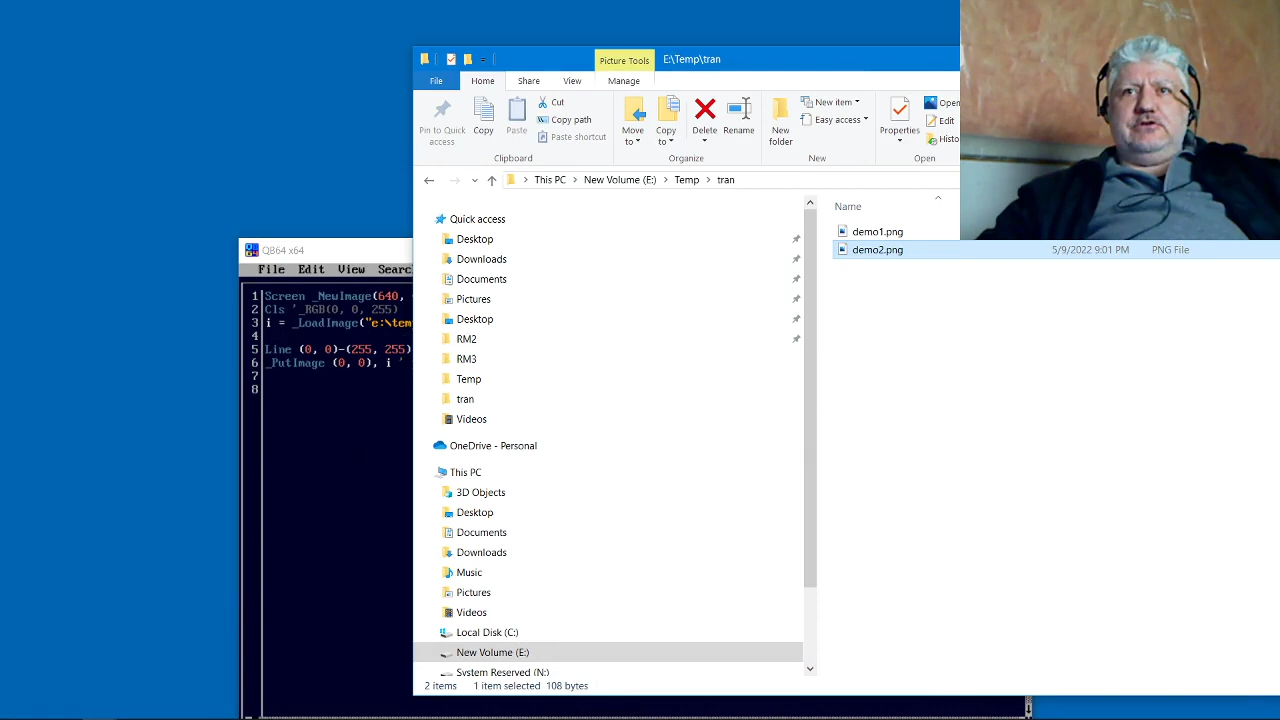 Picture Tools
E:\Temp\tran
File
Home
Share
View
Manage
Pin to Quick access
Copy
Paste
Cut
Copy path
Paste shortcut
Clipboard
Move to
Copy to
Delete
Rename
Organize
New folder
New item
Easy access
New
Properties
Open
Edit
Histo
Open
This PC
New Volume (E:)
Temp
tran
Quick access
Desktop
Downloads
Documents
Pictures
Desktop
RM2
RM3
Temp
tran
Videos
OneDrive - Personal
This PC
3D Objects
Desktop
Documents
Downloads
Music
Pictures
Videos
Local Disk (C:)
New Volume (E:)
System Reserved (N:)
2 items 1 item selected 108 bytes
Name
demo1.png
demo2.png 5/9/2022 9:01 PM PNG File
QB64 x64
File Edit View Searc
1 Screen _NewImage(640,
2 Cls '_RGB(0, 0, 255)
3 i = _LoadImage("e:\tem
4
5 Line (0, 0)-(255, 255)
6 _PutImage (0, 0), i '
7
8